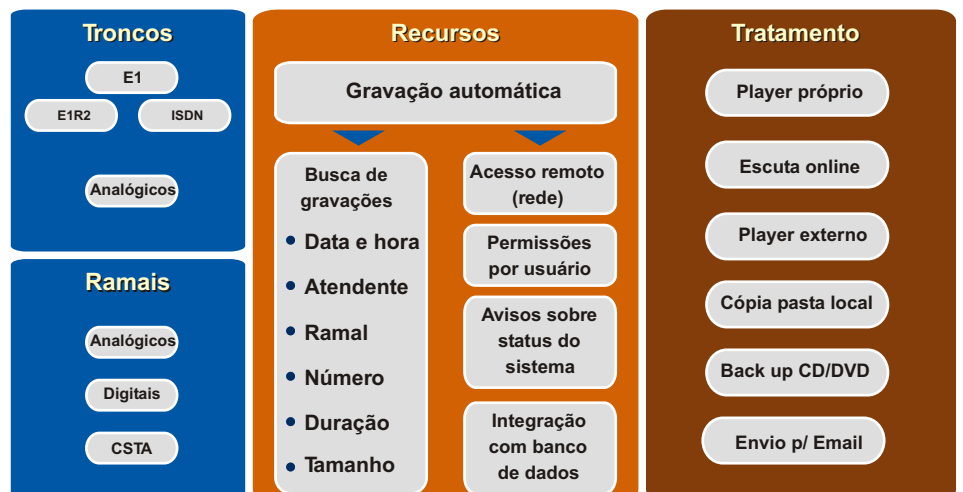 Troncos
E1
E1R2
ISDN
Analógicos
Ramais
Analógicos
Digitais
CSTA
Recursos
Gravação automática
Busca de
gravações
Data e hora
Atendente
Ramal
Número
Duração
Tamanho
Acesso remoto
(rede)
Permissões
por usuário
Avisos sobre
status do
sistema
Integração
com banco
de dados
Tratamento
Player próprio
Escuta online
Player externo
Cópia pasta local
Back up CD/DVD
Envio p/ Email